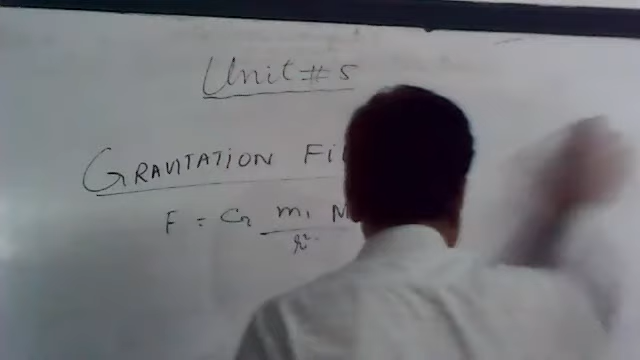 Unit # 5
GRAVITATION Fi
F = G m₁ M
r²